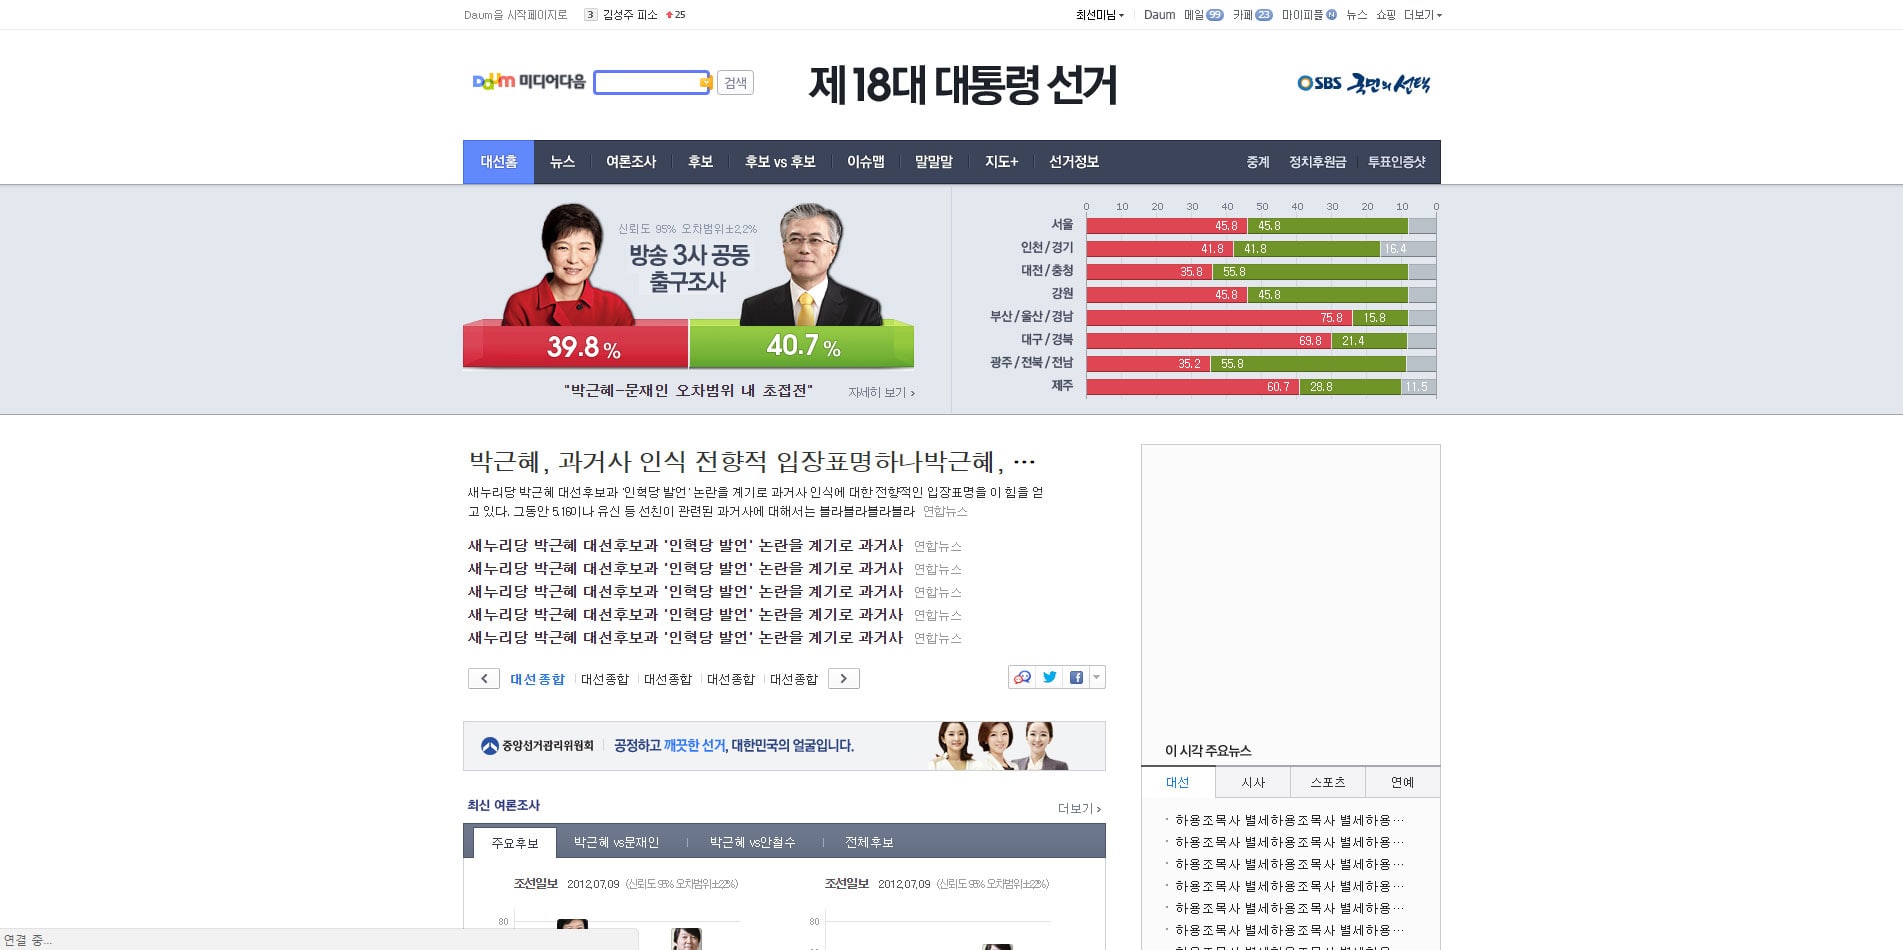 Daum을 시작페이지로 3 김성주 피소 25 최선미님 Daum 메일 99 카페 23 마이피플 N 뉴스 쇼핑 더보기
Daum 미디어다음 검색 제 18대 대통령 선거 SBS 국민의 선택
대선홈 뉴스 여론조사 후보 후보 vs 후보 이슈맵 말말말 지도+ 선거정보 중계 정치후원금 투표인증샷
신뢰도 95% 오차범위±2.2%
방송 3사 공동
출구조사
39.8 % 40.7 %
"박근혜-문재인 오차범위 내 초접전" 자세히 보기 ›
0 10 20 30 40 50 40 30 20 10 0
서울 45.8 45.8
인천/경기 41.8 41.8 16.4
대전/충청 35.8 55.8
강원 45.8 45.8
부산/울산/경남 75.8 15.8
대구/경북 69.8 21.4
광주/전북/전남 35.2 55.8
제주 60.7 28.8 11.5
박근혜, 과거사 인식 전향적 입장표명하나박근혜, …
새누리당 박근혜 대선후보과 '인혁당 발언' 논란을 계기로 과거사 인식에 대한 전향적인 입장표명을 이 힘을 얻
고 있다. 그동안 5.16이나 유신 등 선친이 관련된 과거사에 대해서는 블라블라블라블라 연합뉴스
새누리당 박근혜 대선후보과 '인혁당 발언' 논란을 계기로 과거사 연합뉴스
새누리당 박근혜 대선후보과 '인혁당 발언' 논란을 계기로 과거사 연합뉴스
새누리당 박근혜 대선후보과 '인혁당 발언' 논란을 계기로 과거사 연합뉴스
새누리당 박근혜 대선후보과 '인혁당 발언' 논란을 계기로 과거사 연합뉴스
새누리당 박근혜 대선후보과 '인혁당 발언' 논란을 계기로 과거사 연합뉴스
대선종합 대선종합 대선종합 대선종합 대선종합
중앙선거관리위원회 공정하고 깨끗한 선거, 대한민국의 얼굴입니다.
최신 여론조사 더보기 ›
주요후보 박근혜 vs문재인 박근혜 vs안철수 전체후보
조선일보 2012.07.09 (신뢰도 95% 오차범위±2.2%)
조선일보 2012.07.09 (신뢰도 95% 오차범위±2.2%)
80 80
이 시각 주요뉴스
대선 시사 스포츠 연예
· 하용조목사 별세하용조목사 별세하용…
· 하용조목사 별세하용조목사 별세하용…
· 하용조목사 별세하용조목사 별세하용…
· 하용조목사 별세하용조목사 별세하용…
· 하용조목사 별세하용조목사 별세하용…
· 하용조목사 별세하용조목사 별세하용…
연결 중...